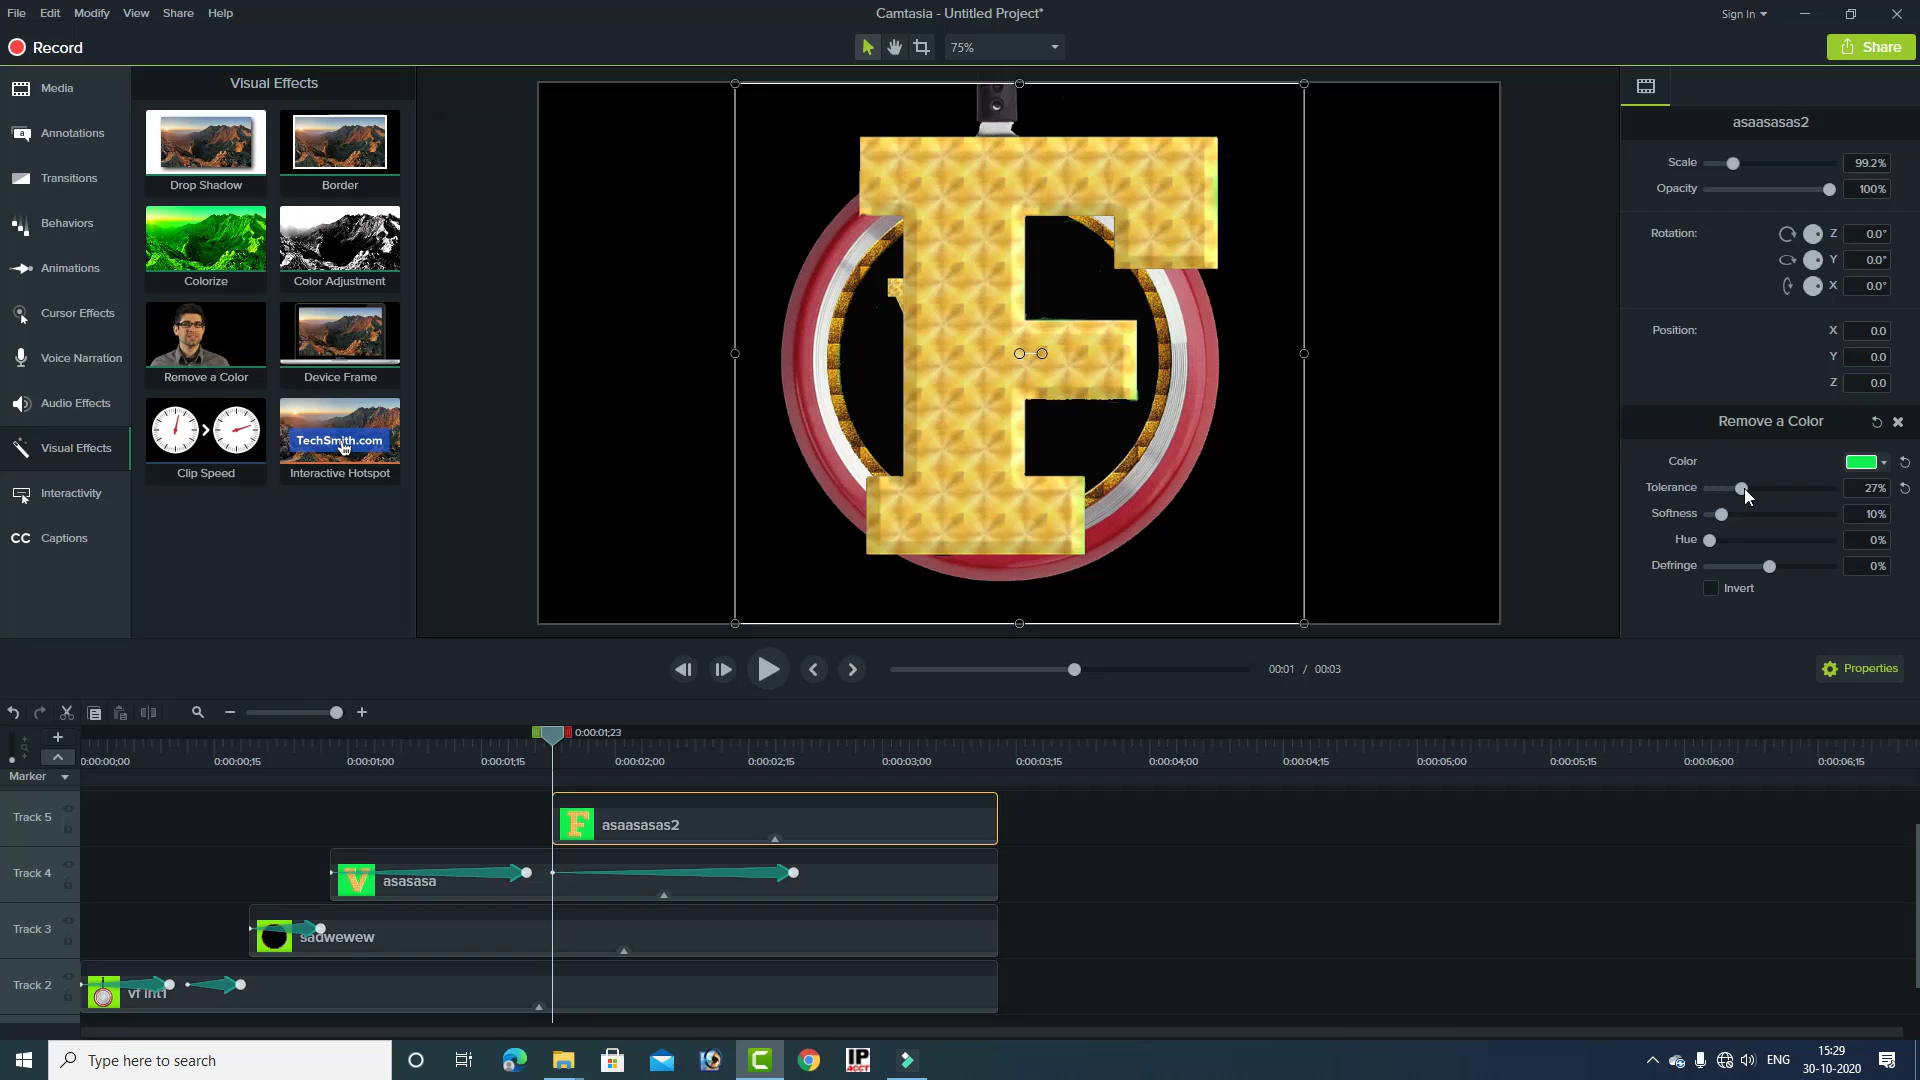 File Edit Modify View Share Help
Camtasia - Untitled Project*
Sign In
Record
75%
Share
Media
Annotations
Transitions
Behaviors
Animations
Cursor Effects
Voice Narration
Audio Effects
Visual Effects
Interactivity
CC Captions
Visual Effects
Drop Shadow
Border
Colorize
Color Adjustment
Remove a Color
Device Frame
Clip Speed
TechSmith.com
Interactive Hotspot
F
asaasasas2
Scale 99.2%
Opacity 100%
Rotation: Z 0.0°
Y 0.0°
X 0.0°
Position: X 0.0
Y 0.0
Z 0.0
Remove a Color
Color
Tolerance 27%
Softness 10%
Hue 0%
Defringe 0%
Invert
00:01 / 00:03
Properties
0:00:01;23
0:00:00;00 0:00:00;15 0:00:01;00 0:00:01;15 0:00:02;00 0:00:02;15 0:00:03;00 0:00:03;15 0:00:04;00 0:00:04;15 0:00:05;00 0:00:05;15 0:00:06;00 0:00:06;15
Marker
Track 5
F asaasasas2
Track 4
V asasasa
Track 3
sadwewew
Track 2
vf int1
Type here to search
IP
ACCT
ENG
15:29
30-10-2020